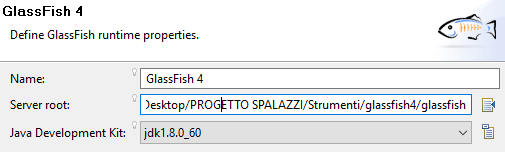 GlassFish 4
Define GlassFish runtime properties.
Name: GlassFish 4
Server root: Desktop/PROGETTO SPALAZZI/Strumenti/glassfish4/glassfish
Java Development Kit: jdk1.8.0_60